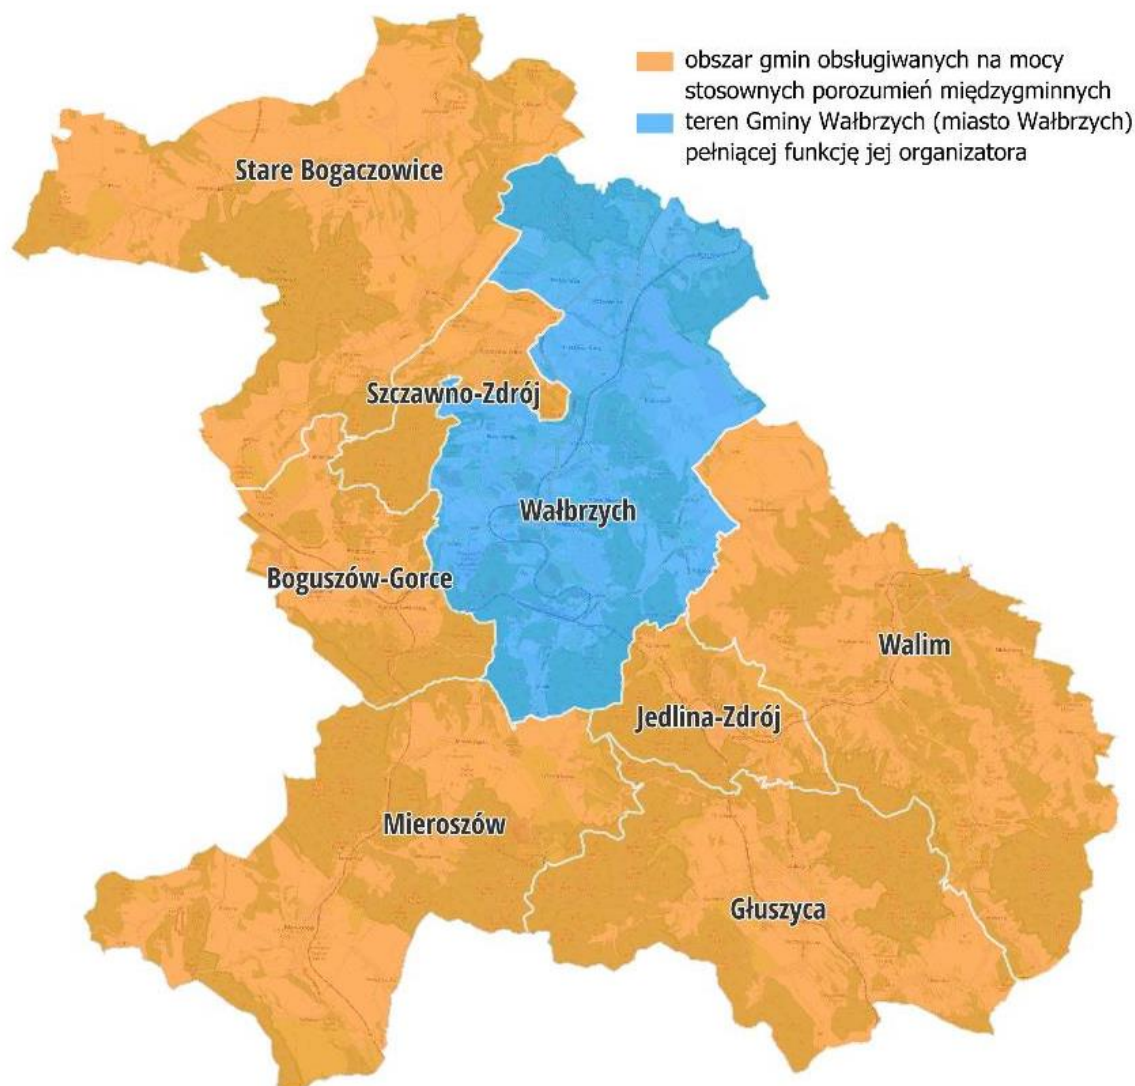 obszar gmin obsługiwanych na mocy
stosownych porozumień międzygminnych
teren Gminy Wałbrzych (miasto Wałbrzych)
pełniącej funkcję jej organizatora
Stare Bogaczowice
Szczawno-Zdrój
Wałbrzych
Boguszów-Gorce
Walim
Jedlina-Zdrój
Mieroszów
Głuszyca